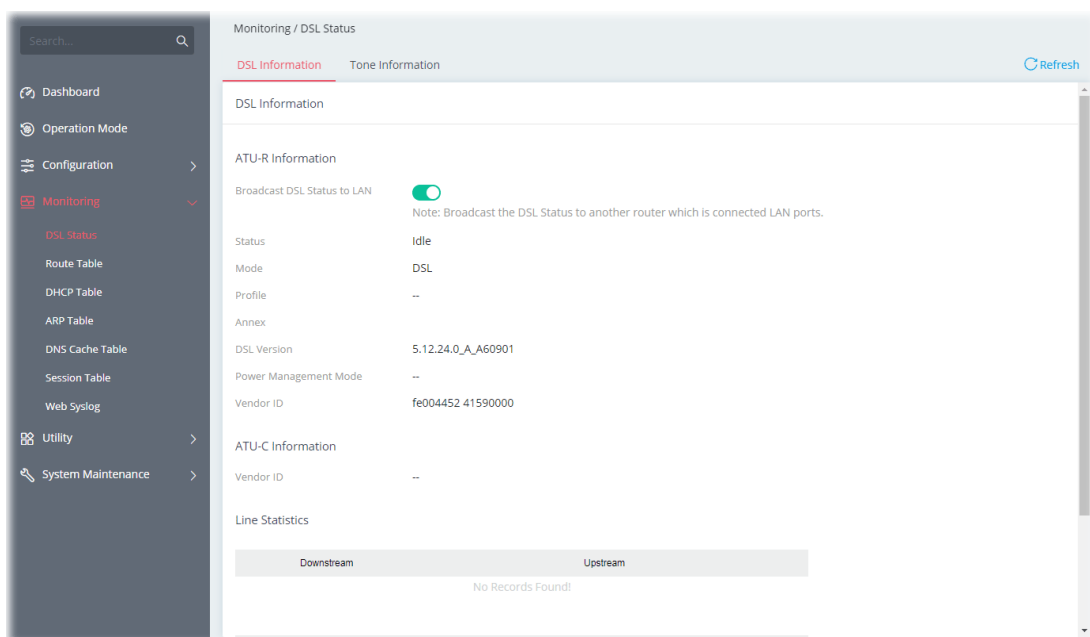 Search...
Dashboard
Operation Mode
Configuration
Monitoring
DSL Status
Route Table
DHCP Table
ARP Table
DNS Cache Table
Session Table
Web Syslog
Utility
System Maintenance
Monitoring / DSL Status
DSL Information Tone Information Refresh
DSL Information
ATU-R Information
Broadcast DSL Status to LAN
Note: Broadcast the DSL Status to another router which is connected LAN ports.
Status Idle
Mode DSL
Profile --
Annex
DSL Version 5.12.24.0_A_A60901
Power Management Mode --
Vendor ID fe004452 41590000
ATU-C Information
Vendor ID --
Line Statistics
Downstream Upstream
No Records Found!